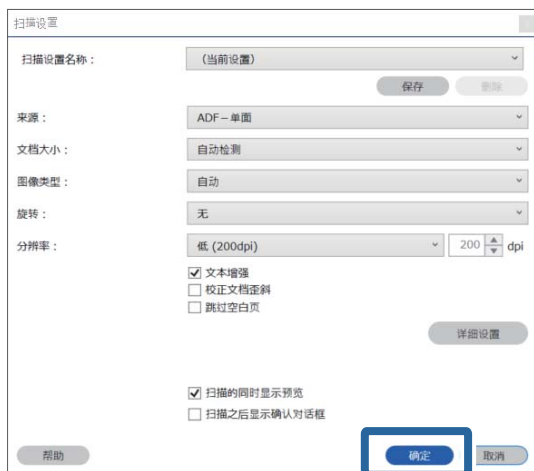 扫描设置
扫描设置名称： （当前设置）
保存 删除
来源： ADF－单面
文档大小： 自动检测
图像类型： 自动
旋转： 无
分辨率： 低 (200dpi) 200 dpi
文本增强
校正文档歪斜
跳过空白页
详细设置
扫描的同时显示预览
扫描之后显示确认对话框
帮助 确定 取消